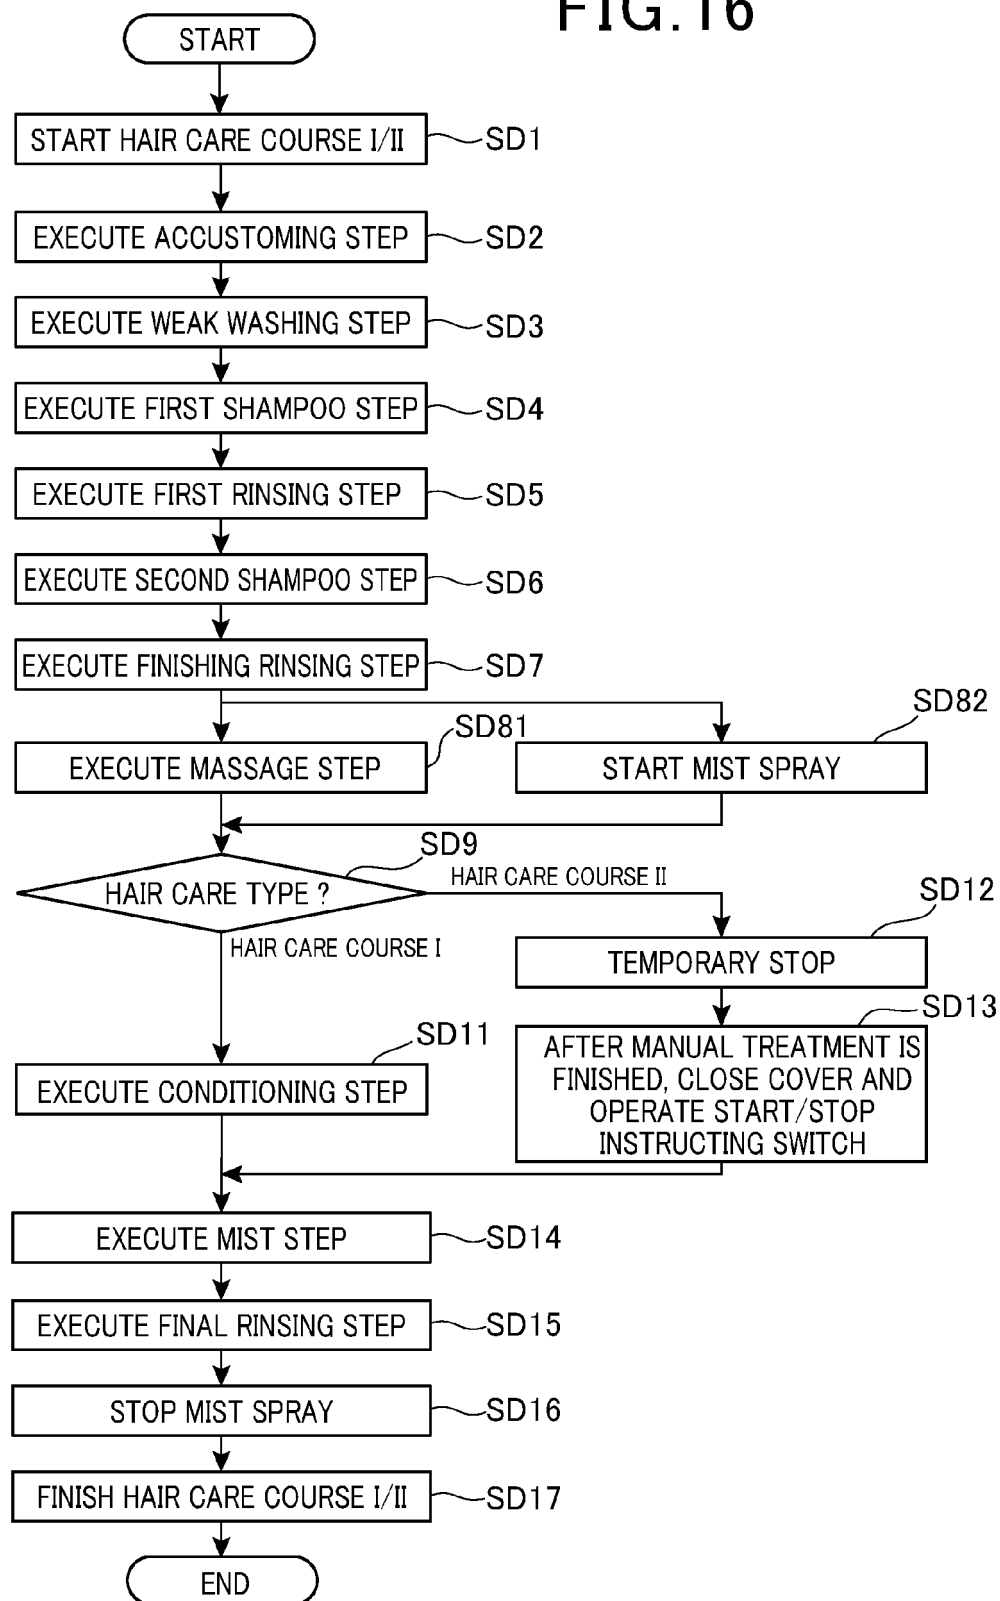 FIG.16
START
START HAIR CARE COURSE I/II
SD1
EXECUTE ACCUSTOMING STEP
SD2
EXECUTE WEAK WASHING STEP
SD3
EXECUTE FIRST SHAMPOO STEP
SD4
EXECUTE FIRST RINSING STEP
SD5
EXECUTE SECOND SHAMPOO STEP
SD6
EXECUTE FINISHING RINSING STEP
SD7
SD81
EXECUTE MASSAGE STEP
SD82
START MIST SPRAY
SD9
HAIR CARE TYPE ?
HAIR CARE COURSE II
HAIR CARE COURSE I
SD12
TEMPORARY STOP
SD13
AFTER MANUAL TREATMENT IS
FINISHED, CLOSE COVER AND
OPERATE START/STOP
INSTRUCTING SWITCH
SD11
EXECUTE CONDITIONING STEP
EXECUTE MIST STEP
SD14
EXECUTE FINAL RINSING STEP
SD15
STOP MIST SPRAY
SD16
FINISH HAIR CARE COURSE I/II
SD17
END